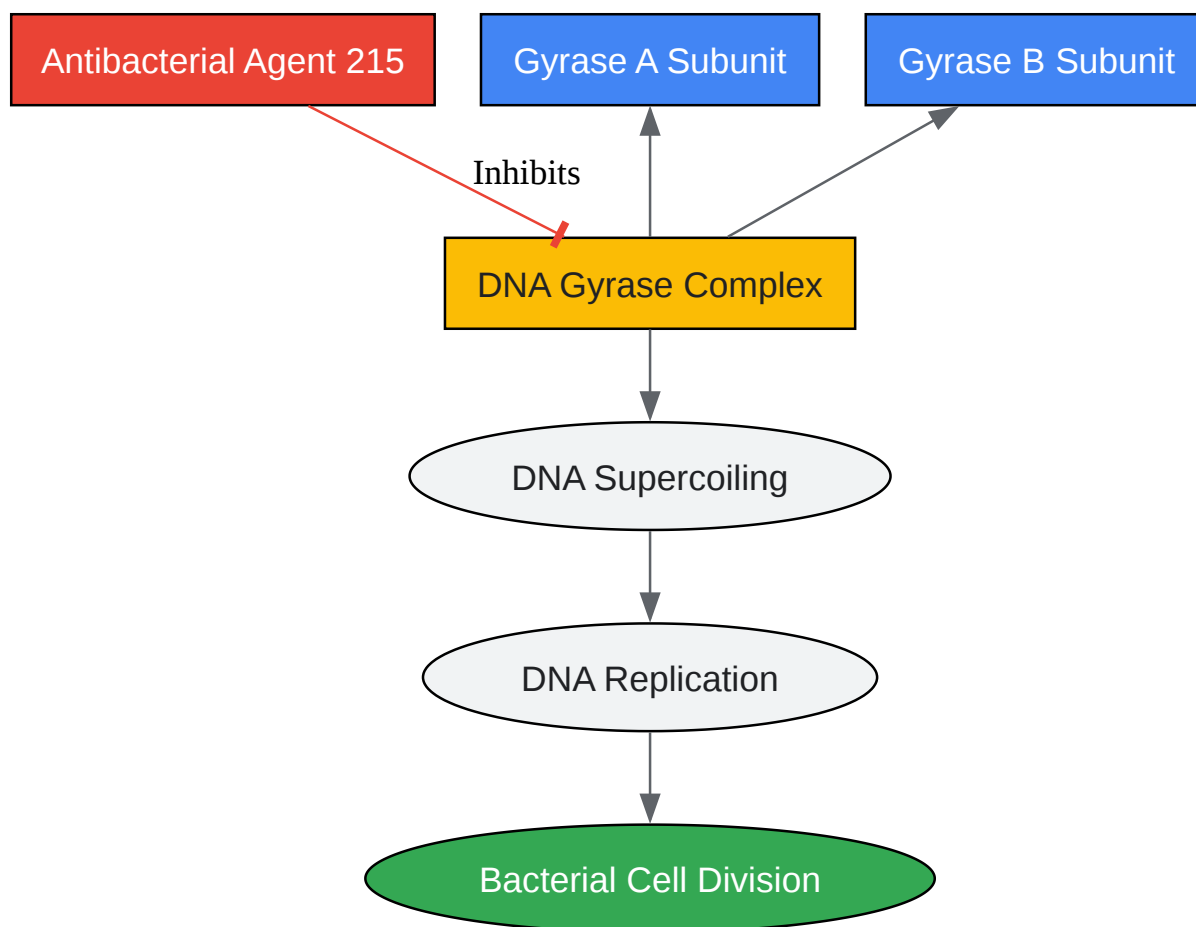 Antibacterial Agent 215
Gyrase A Subunit
Gyrase B Subunit
Inhibits
DNA Gyrase Complex
DNA Supercoiling
DNA Replication
Bacterial Cell Division